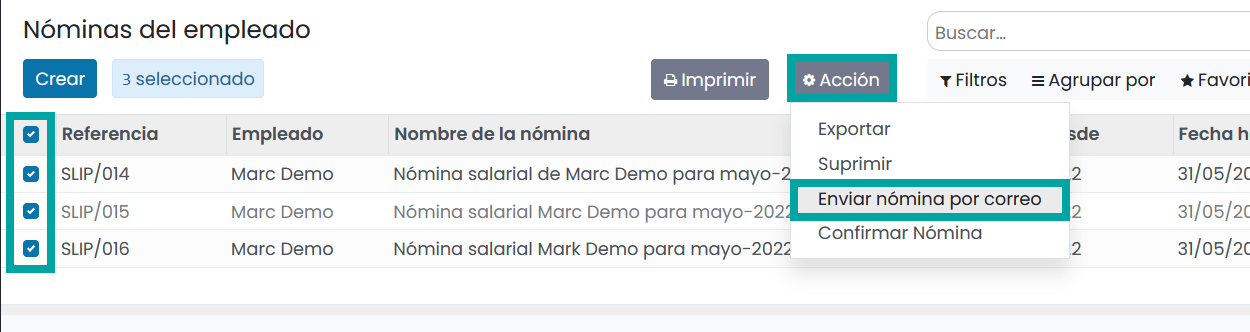 Nóminas del empleado
Buscar...
Crear
3 seleccionado
Imprimir
Acción
Filtros
Agrupar por
Favori
Referencia
Empleado
Nombre de la nómina
sde
Fecha h
Exportar
Suprimir
Enviar nómina por correo
Confirmar Nómina
SLIP/014
Marc Demo
Nómina salarial de Marc Demo para mayo-2
2
31/05/20
SLIP/015
Marc Demo
Nómina salarial Marc Demo para mayo-2022
31/05/20
SLIP/016
Marc Demo
Nómina salarial Mark Demo para mayo-2022
2
31/05/20